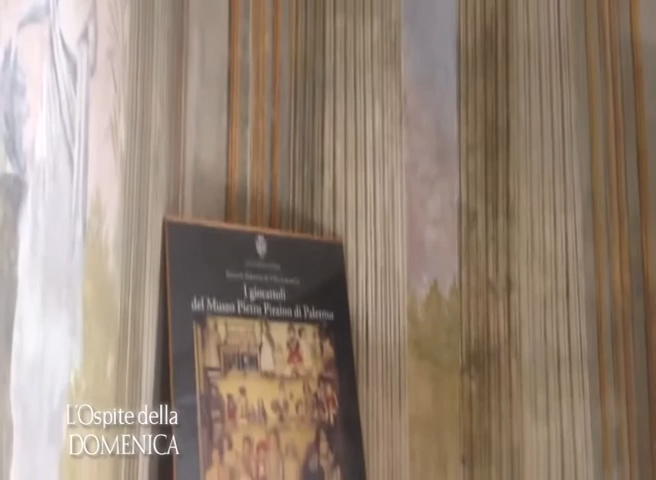 I giocattoli
del Museo Pietro Piraino di Palermo
L'Ospite della
DOMENICA